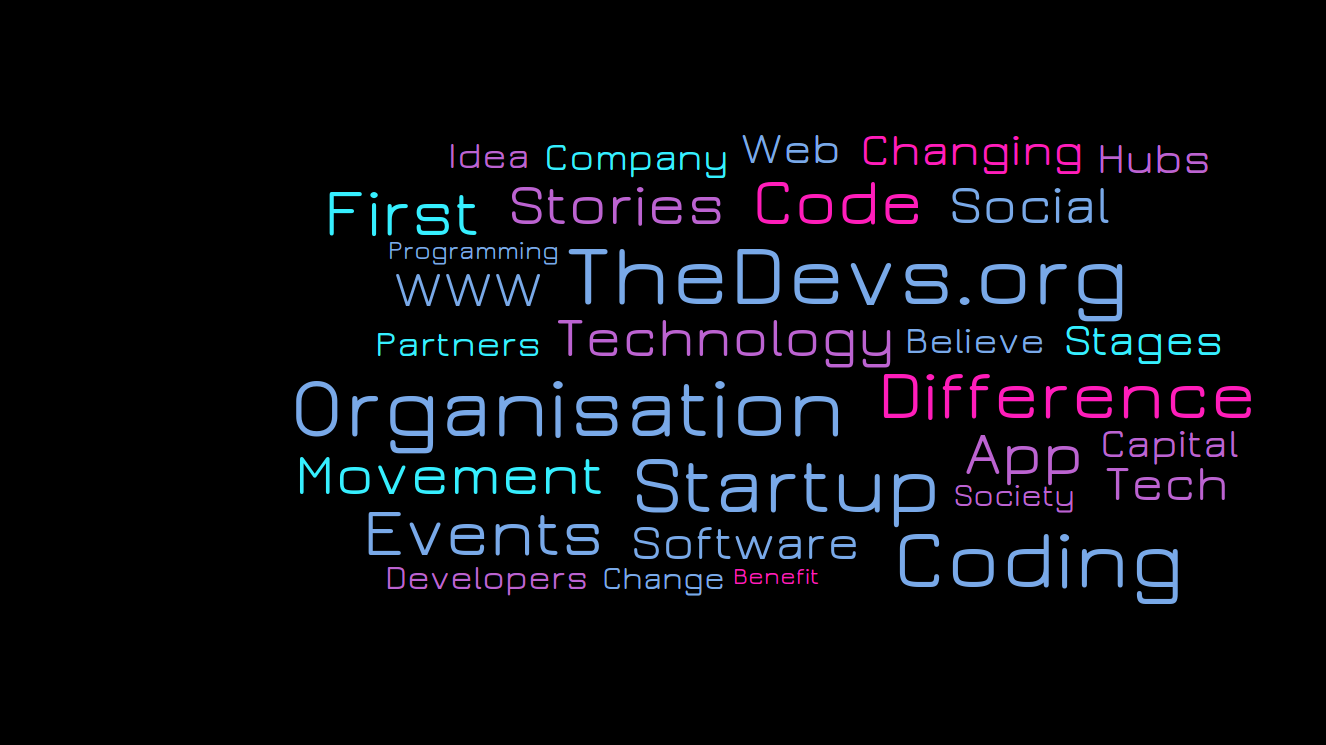 Idea Company Web Changing Hubs
First Stories Code Social
Programming
WWW TheDevs.org
Partners Technology Believe Stages
Organisation Difference
Movement Startup App Capital
Society Tech
Events Software Coding
Developers Change Benefit